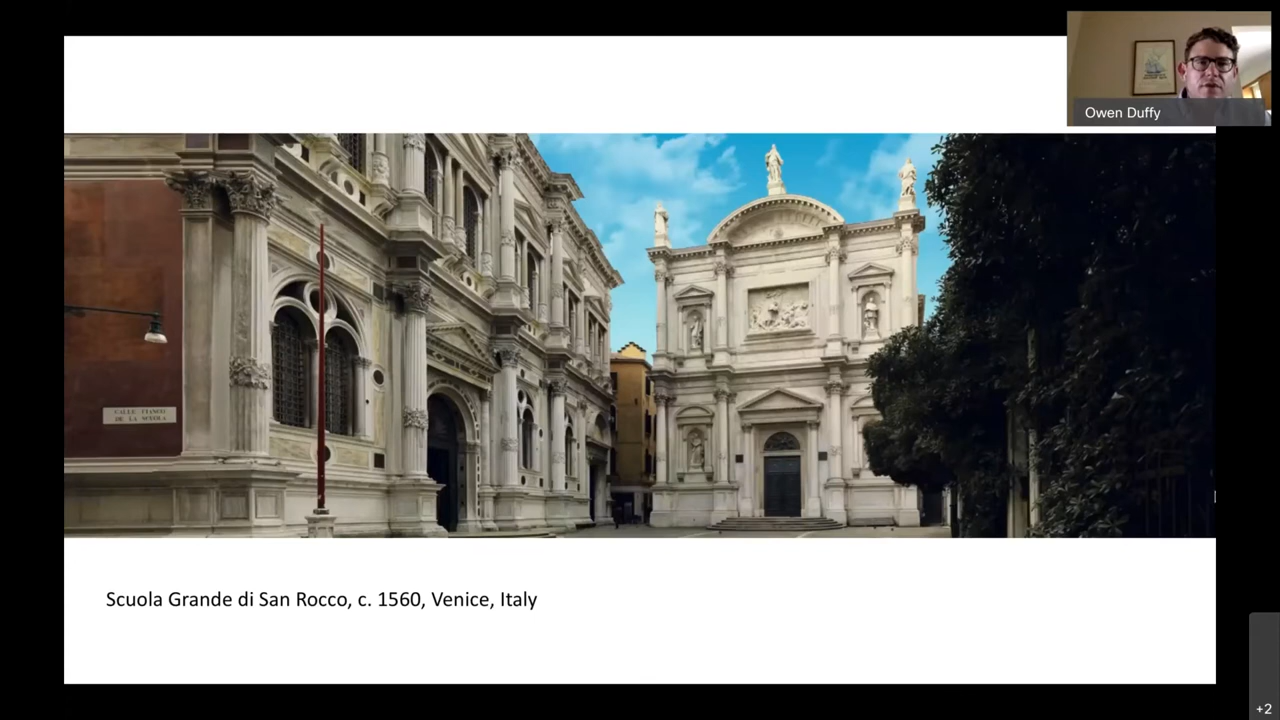 Owen Duffy
CALLE FIANCO
DE LA SCUOLA
Scuola Grande di San Rocco, c. 1560, Venice, Italy
+2